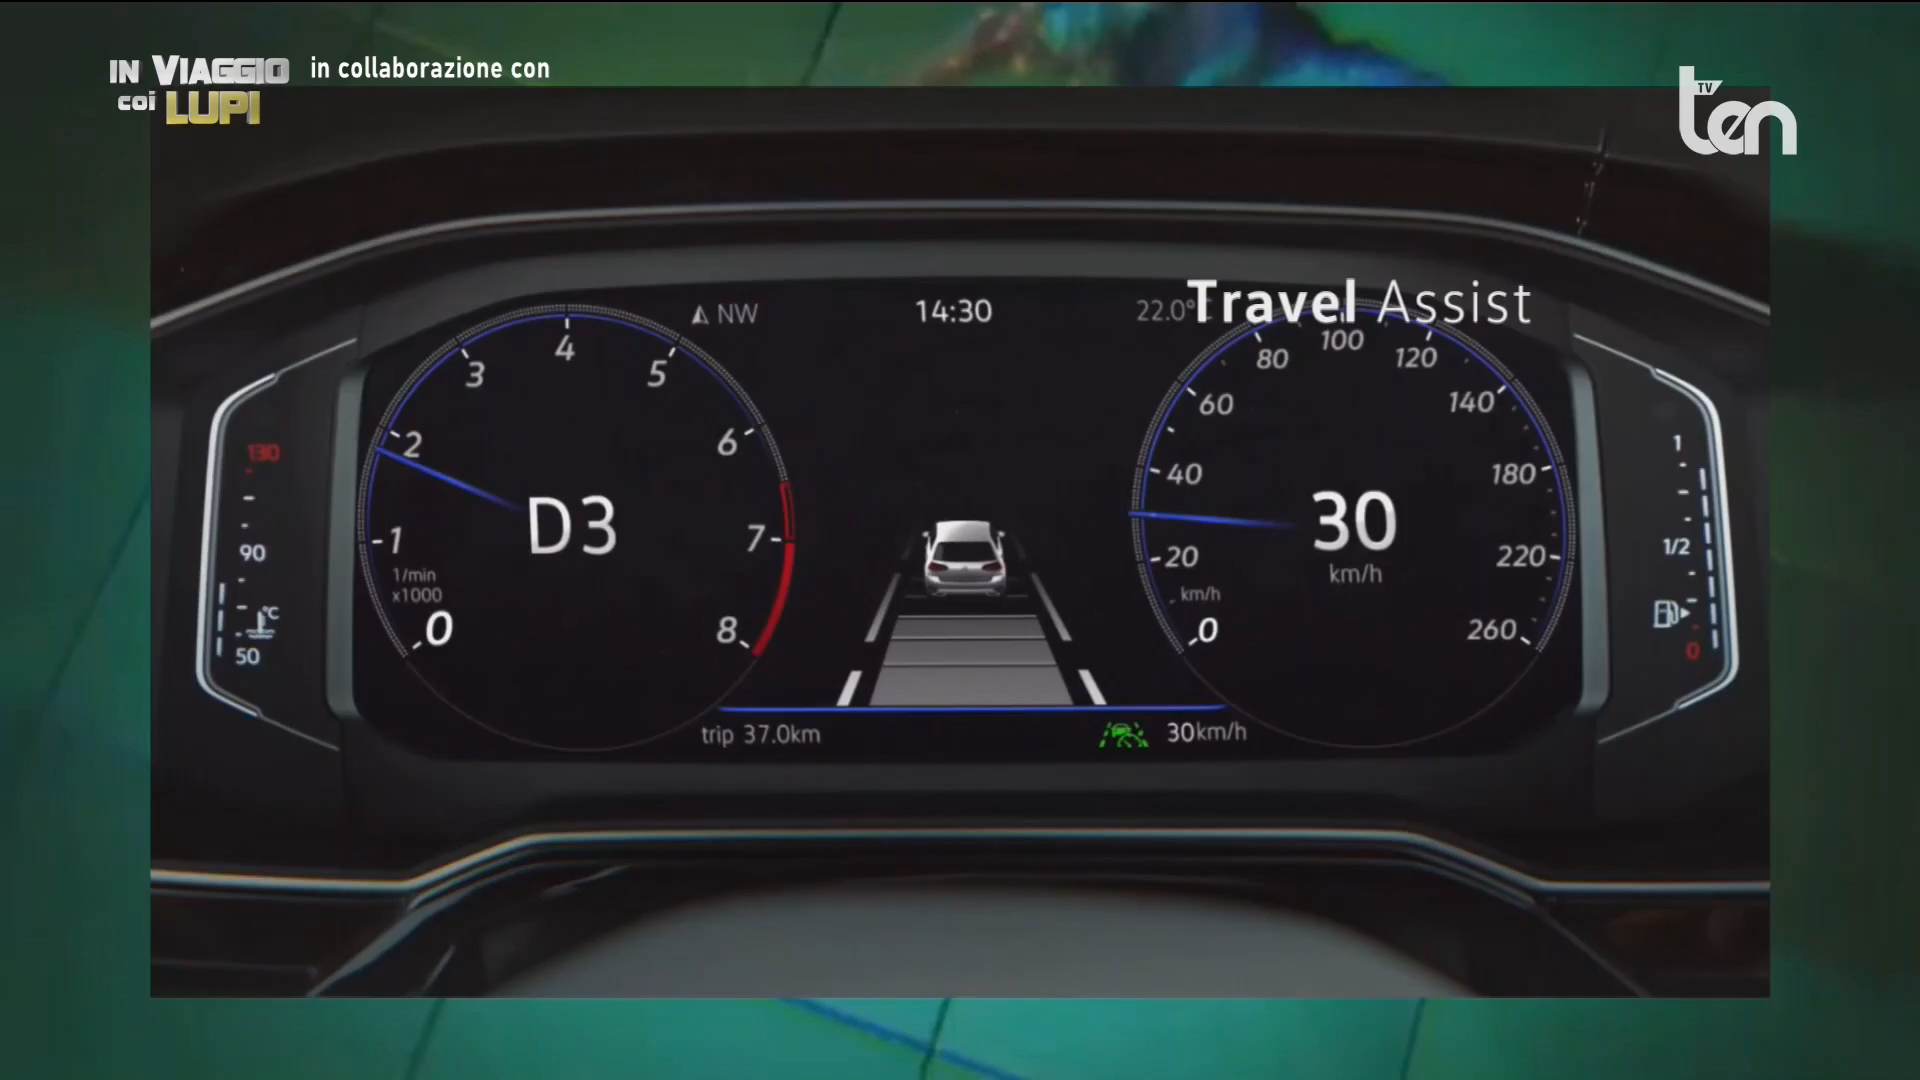 IN VIAGGIO
COI LUPI
in collaborazione con
TV
ten
Travel Assist
NW
14:30
22.0°
0
1
2
3
4
5
6
7
8
1/min
x1000
D3
130
90
°C
50
0
20
40
60
80
100
120
140
180
220
260
km/h
30
km/h
1
1/2
0
trip 37.0km
30km/h